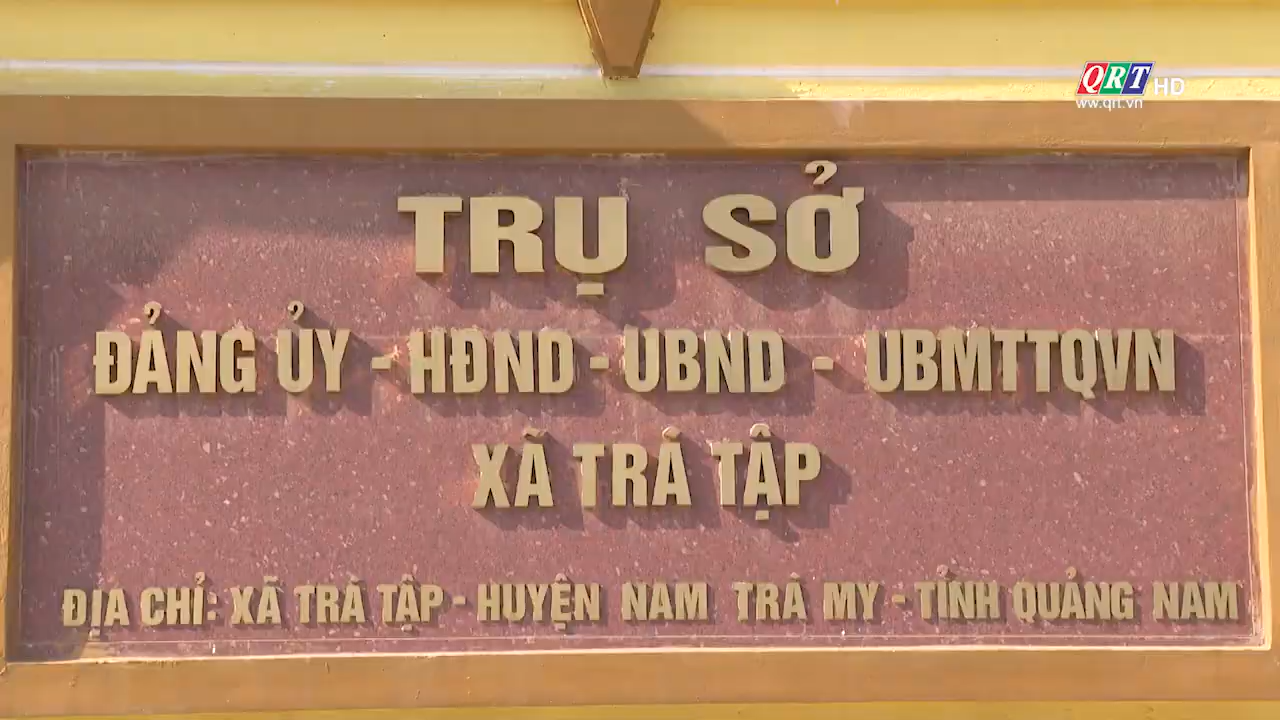 QRT HD
ww.qrt.vn
TRỤ SỞ
ĐẢNG ỦY - HĐND - UBND - UBMTTQVN
XÃ TRÀ TẬP
ĐỊA CHỈ: XÃ TRÀ TẬP - HUYỆN NAM TRÀ MY - TỈNH QUẢNG NAM